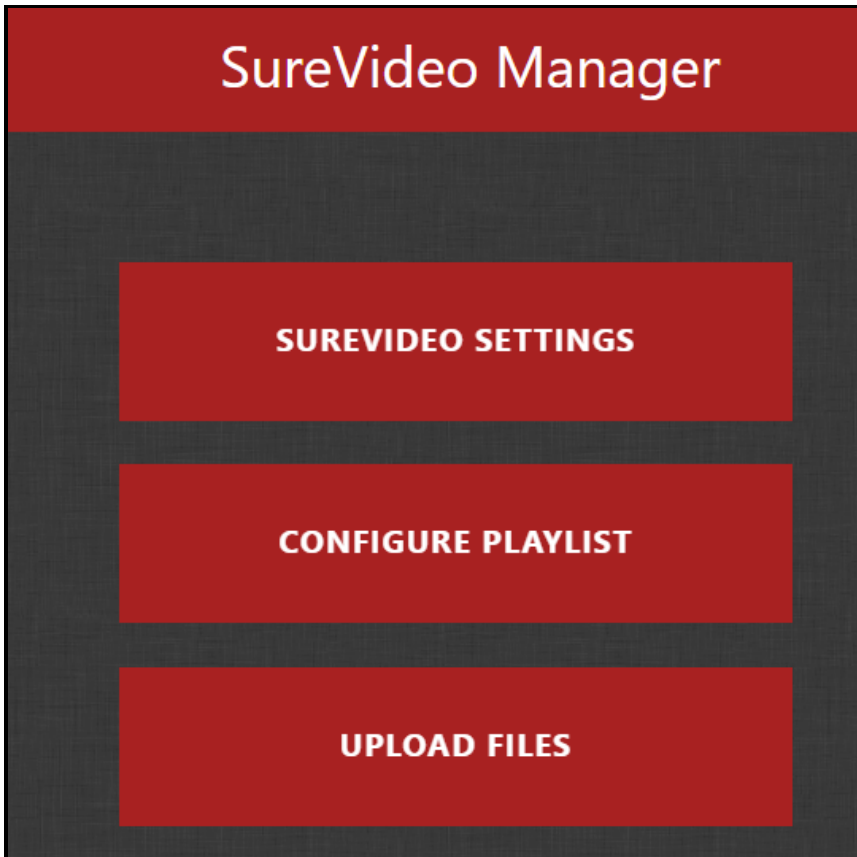 SureVideo Manager
SUREVIDEO SETTINGS
CONFIGURE PLAYLIST
UPLOAD FILES